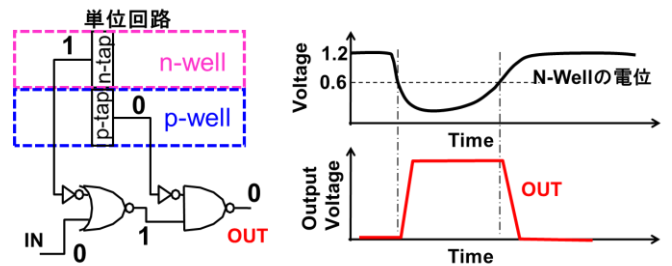 単位回路
1
n-tap
n-well
p-tap
0
p-well
0
IN
0
1
OUT
Voltage
1.2
0.6
N-Wellの電位
Time
Output
Voltage
OUT
Time